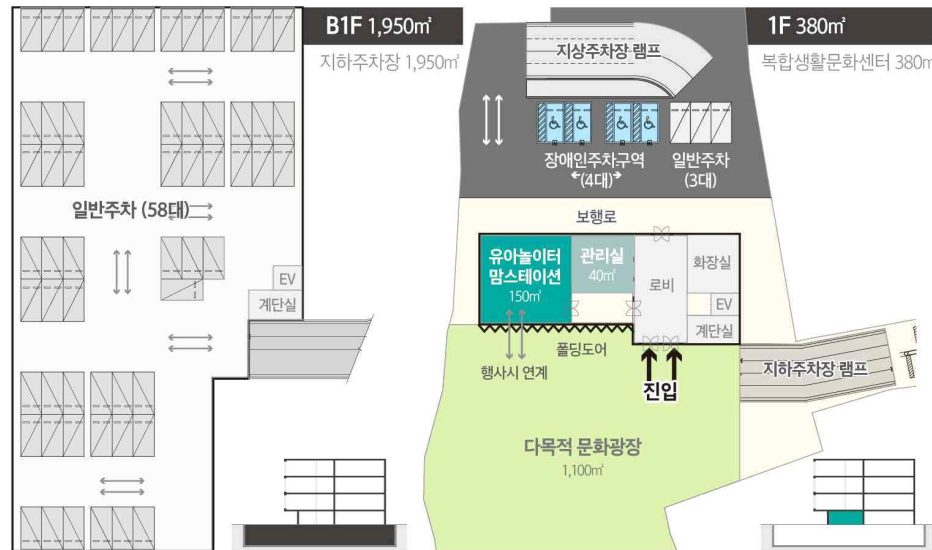 B1F 1,950㎡
지하주차장 1,950㎡
일반주차 (58대)
EV
계단실
1F 380㎡
복합생활문화센터 380㎡
지상주차장 램프
장애인주차구역
(4대)
일반주차
(3대)
보행로
유아놀이터
맘스테이션
150㎡
관리실
40㎡
로비
화장실
EV
계단실
폴딩도어
행사시 연계
진입
지하주차장 램프
다목적 문화광장
1,100㎡